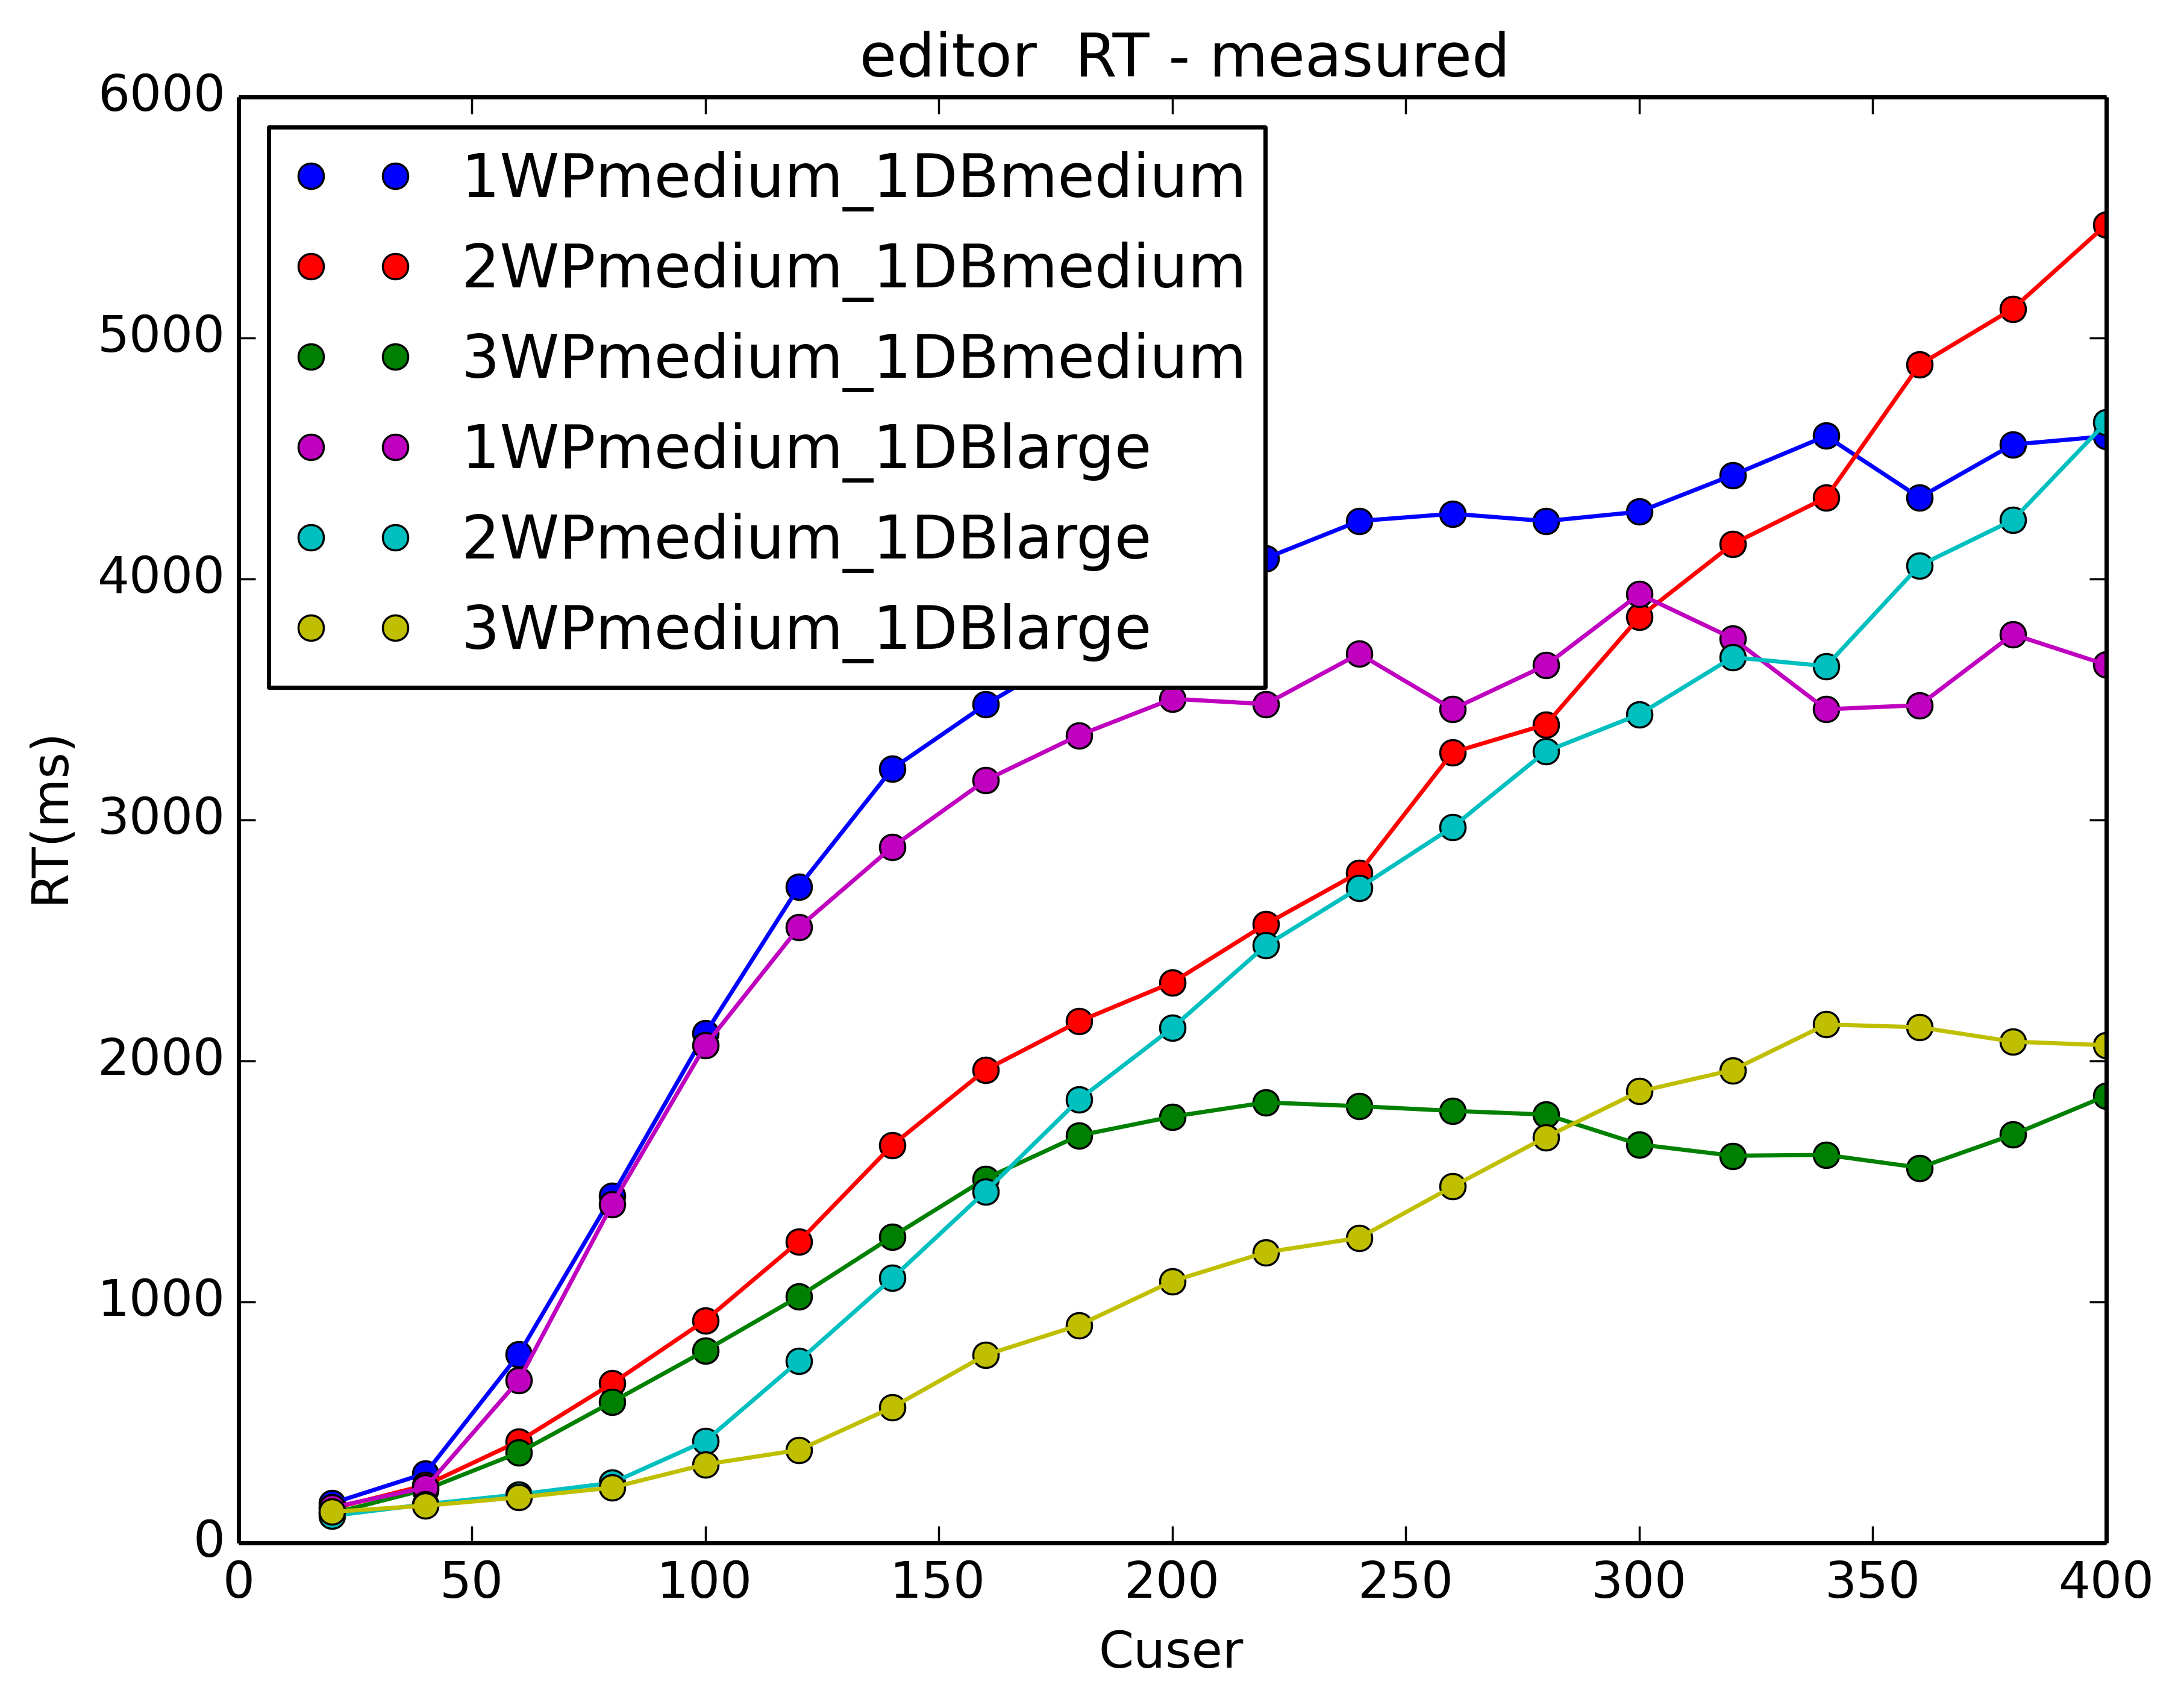 editor  RT - measured
6000
5000
4000
3000
2000
1000
0
RT(ms)
1WPmedium_1DBmedium
2WPmedium_1DBmedium
3WPmedium_1DBmedium
1WPmedium_1DBlarge
2WPmedium_1DBlarge
3WPmedium_1DBlarge
0 50 100 150 200 250 300 350 400
Cuser